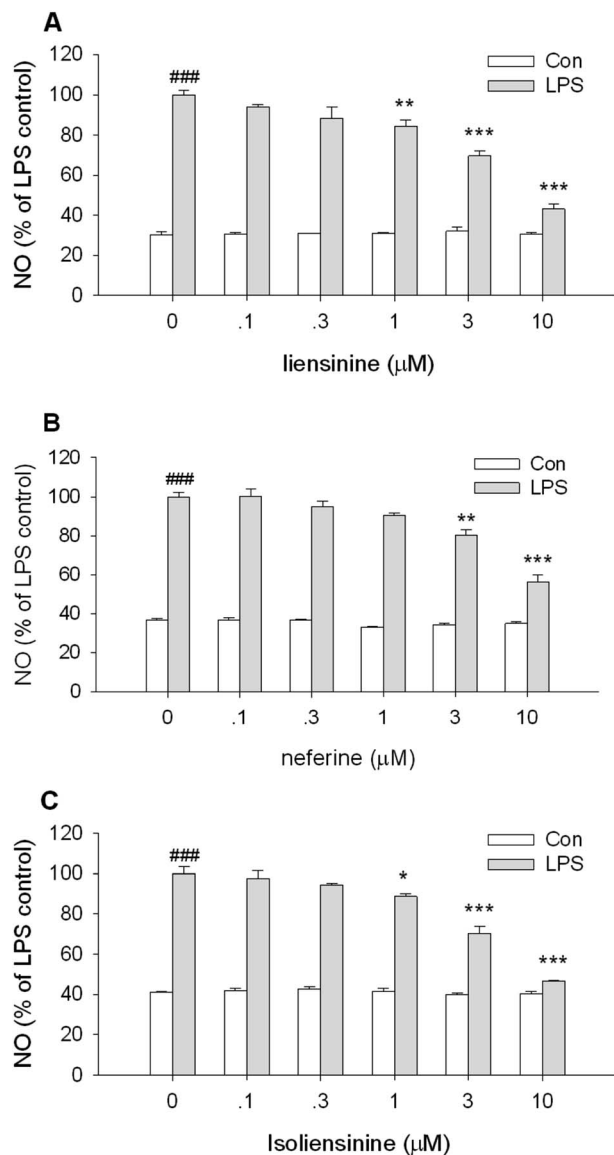 A
NO (% of LPS control)
120
100
80
60
40
20
0
###
**
***
***
Con
LPS
0 .1 .3 1 3 10
liensinine (μM)
B
NO (% of LPS control)
120
100
80
60
40
20
0
###
**
***
Con
LPS
0 .1 .3 1 3 10
neferine (μM)
C
NO (% of LPS control)
120
100
80
60
40
20
0
###
*
***
***
Con
LPS
0 .1 .3 1 3 10
Isoliensinine (μM)